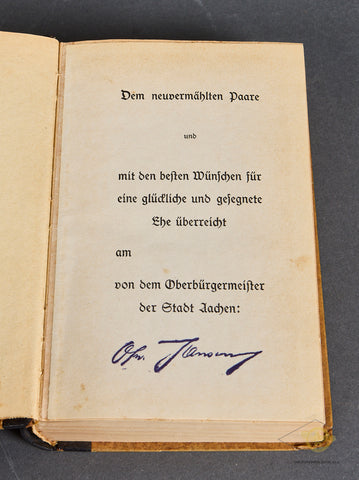 Dem neuvermählten Paare
und
mit den besten Wünschen für
eine glückliche und gesegnete
Ehe überreicht
am
von dem Oberbürgermeister
der Stadt Aachen: